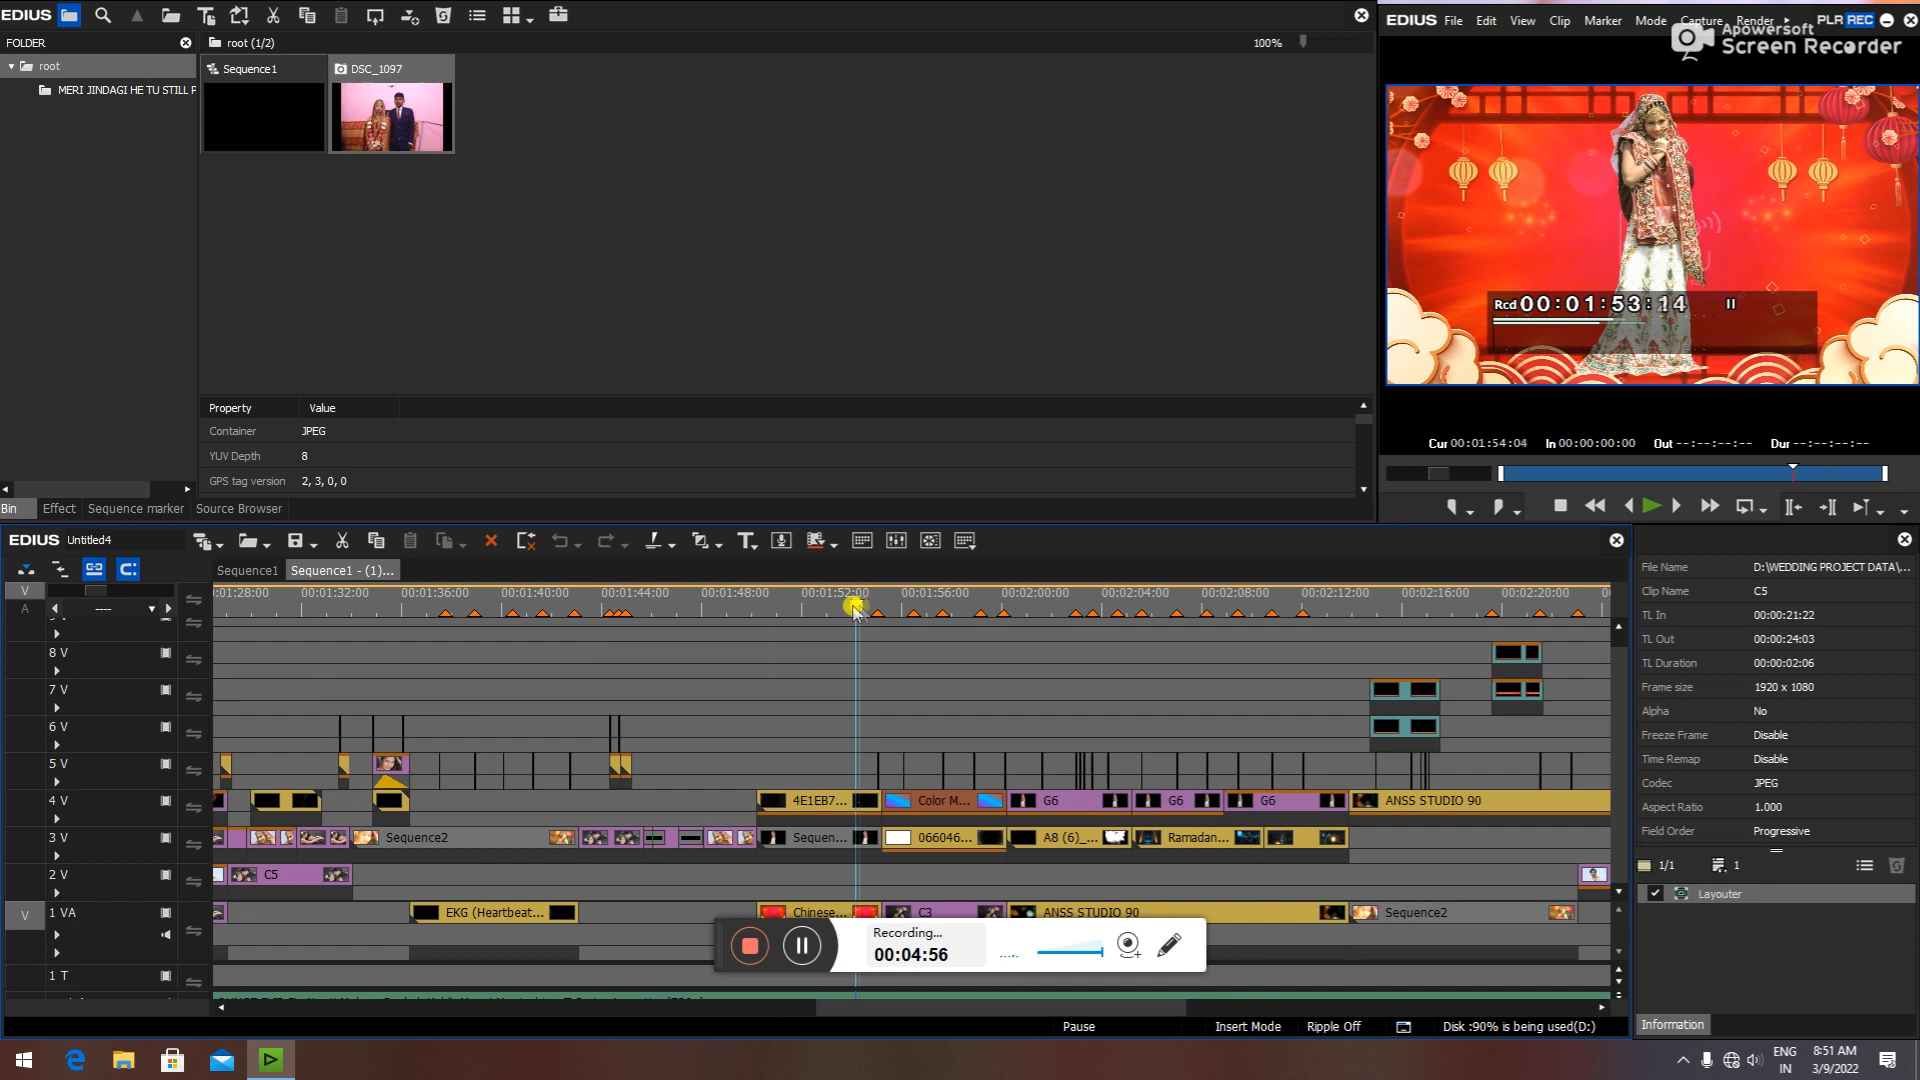 EDIUS
FOLDER
root (1/2)
100%
root
MERI JINDAGI HE TU STILL P
Sequence1
DSC_1097
Property Value
Container JPEG
YUV Depth 8
GPS tag version 2, 3, 0, 0
Bin Effect Sequence marker Source Browser
EDIUS File Edit View Clip Marker Mode Capture Render PLR REC
Apowersoft
Screen Recorder
Rcd 00:01:53:14
Cur 00:01:54:04 In 00:00:00:00 Out --:--:--:-- Dur --:--:--:--
EDIUS Untitled4
Sequence1 Sequence1 - (1)...
V
A ----
00:01:32:00 00:01:36:00 00:01:40:00 00:01:44:00 00:01:48:00 00:01:52:00 00:01:56:00 00:02:00:00 00:02:04:00 00:02:08:00 00:02:12:00 00:02:16:00 00:02:20:00
8 V
7 V
6 V
5 V
4 V 4E1EB7... Color M... G6 G6 G6 ANSS STUDIO 90
3 V Sequence2 Sequen... 066046... A8 (6)_... Ramadan...
2 V C5
V 1 VA EKG (Heartbeat... Chinese... C3 ANSS STUDIO 90 Sequence2
1 T
Recording...
00:04:56
Pause Insert Mode Ripple Off Disk :90% is being used(D:)
File Name D:\WEDDING PROJECT DATA\...
Clip Name C5
TL In 00:00:21:22
TL Out 00:00:24:03
TL Duration 00:00:02:06
Frame size 1920 x 1080
Alpha No
Freeze Frame Disable
Time Remap Disable
Codec JPEG
Aspect Ratio 1.000
Field Order Progressive
1/1 1
Layouter
Information
ENG
IN
8:51 AM
3/9/2022